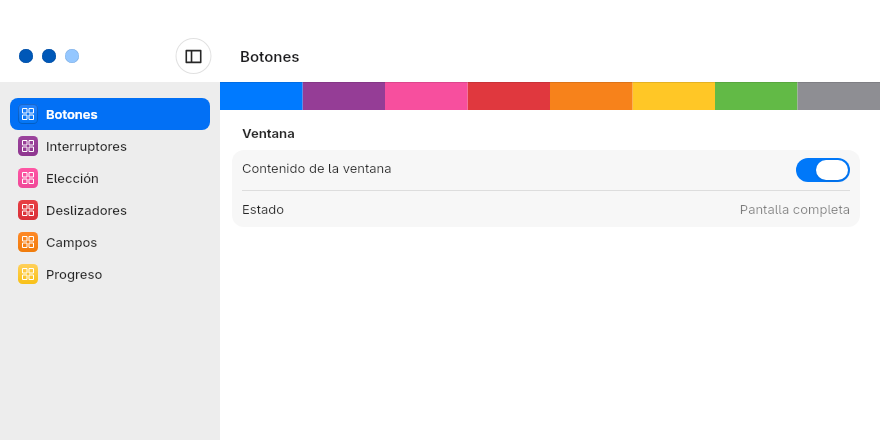 Botones
Botones
Interruptores
Elección
Deslizadores
Campos
Progreso
Ventana
Contenido de la ventana
Estado
Pantalla completa